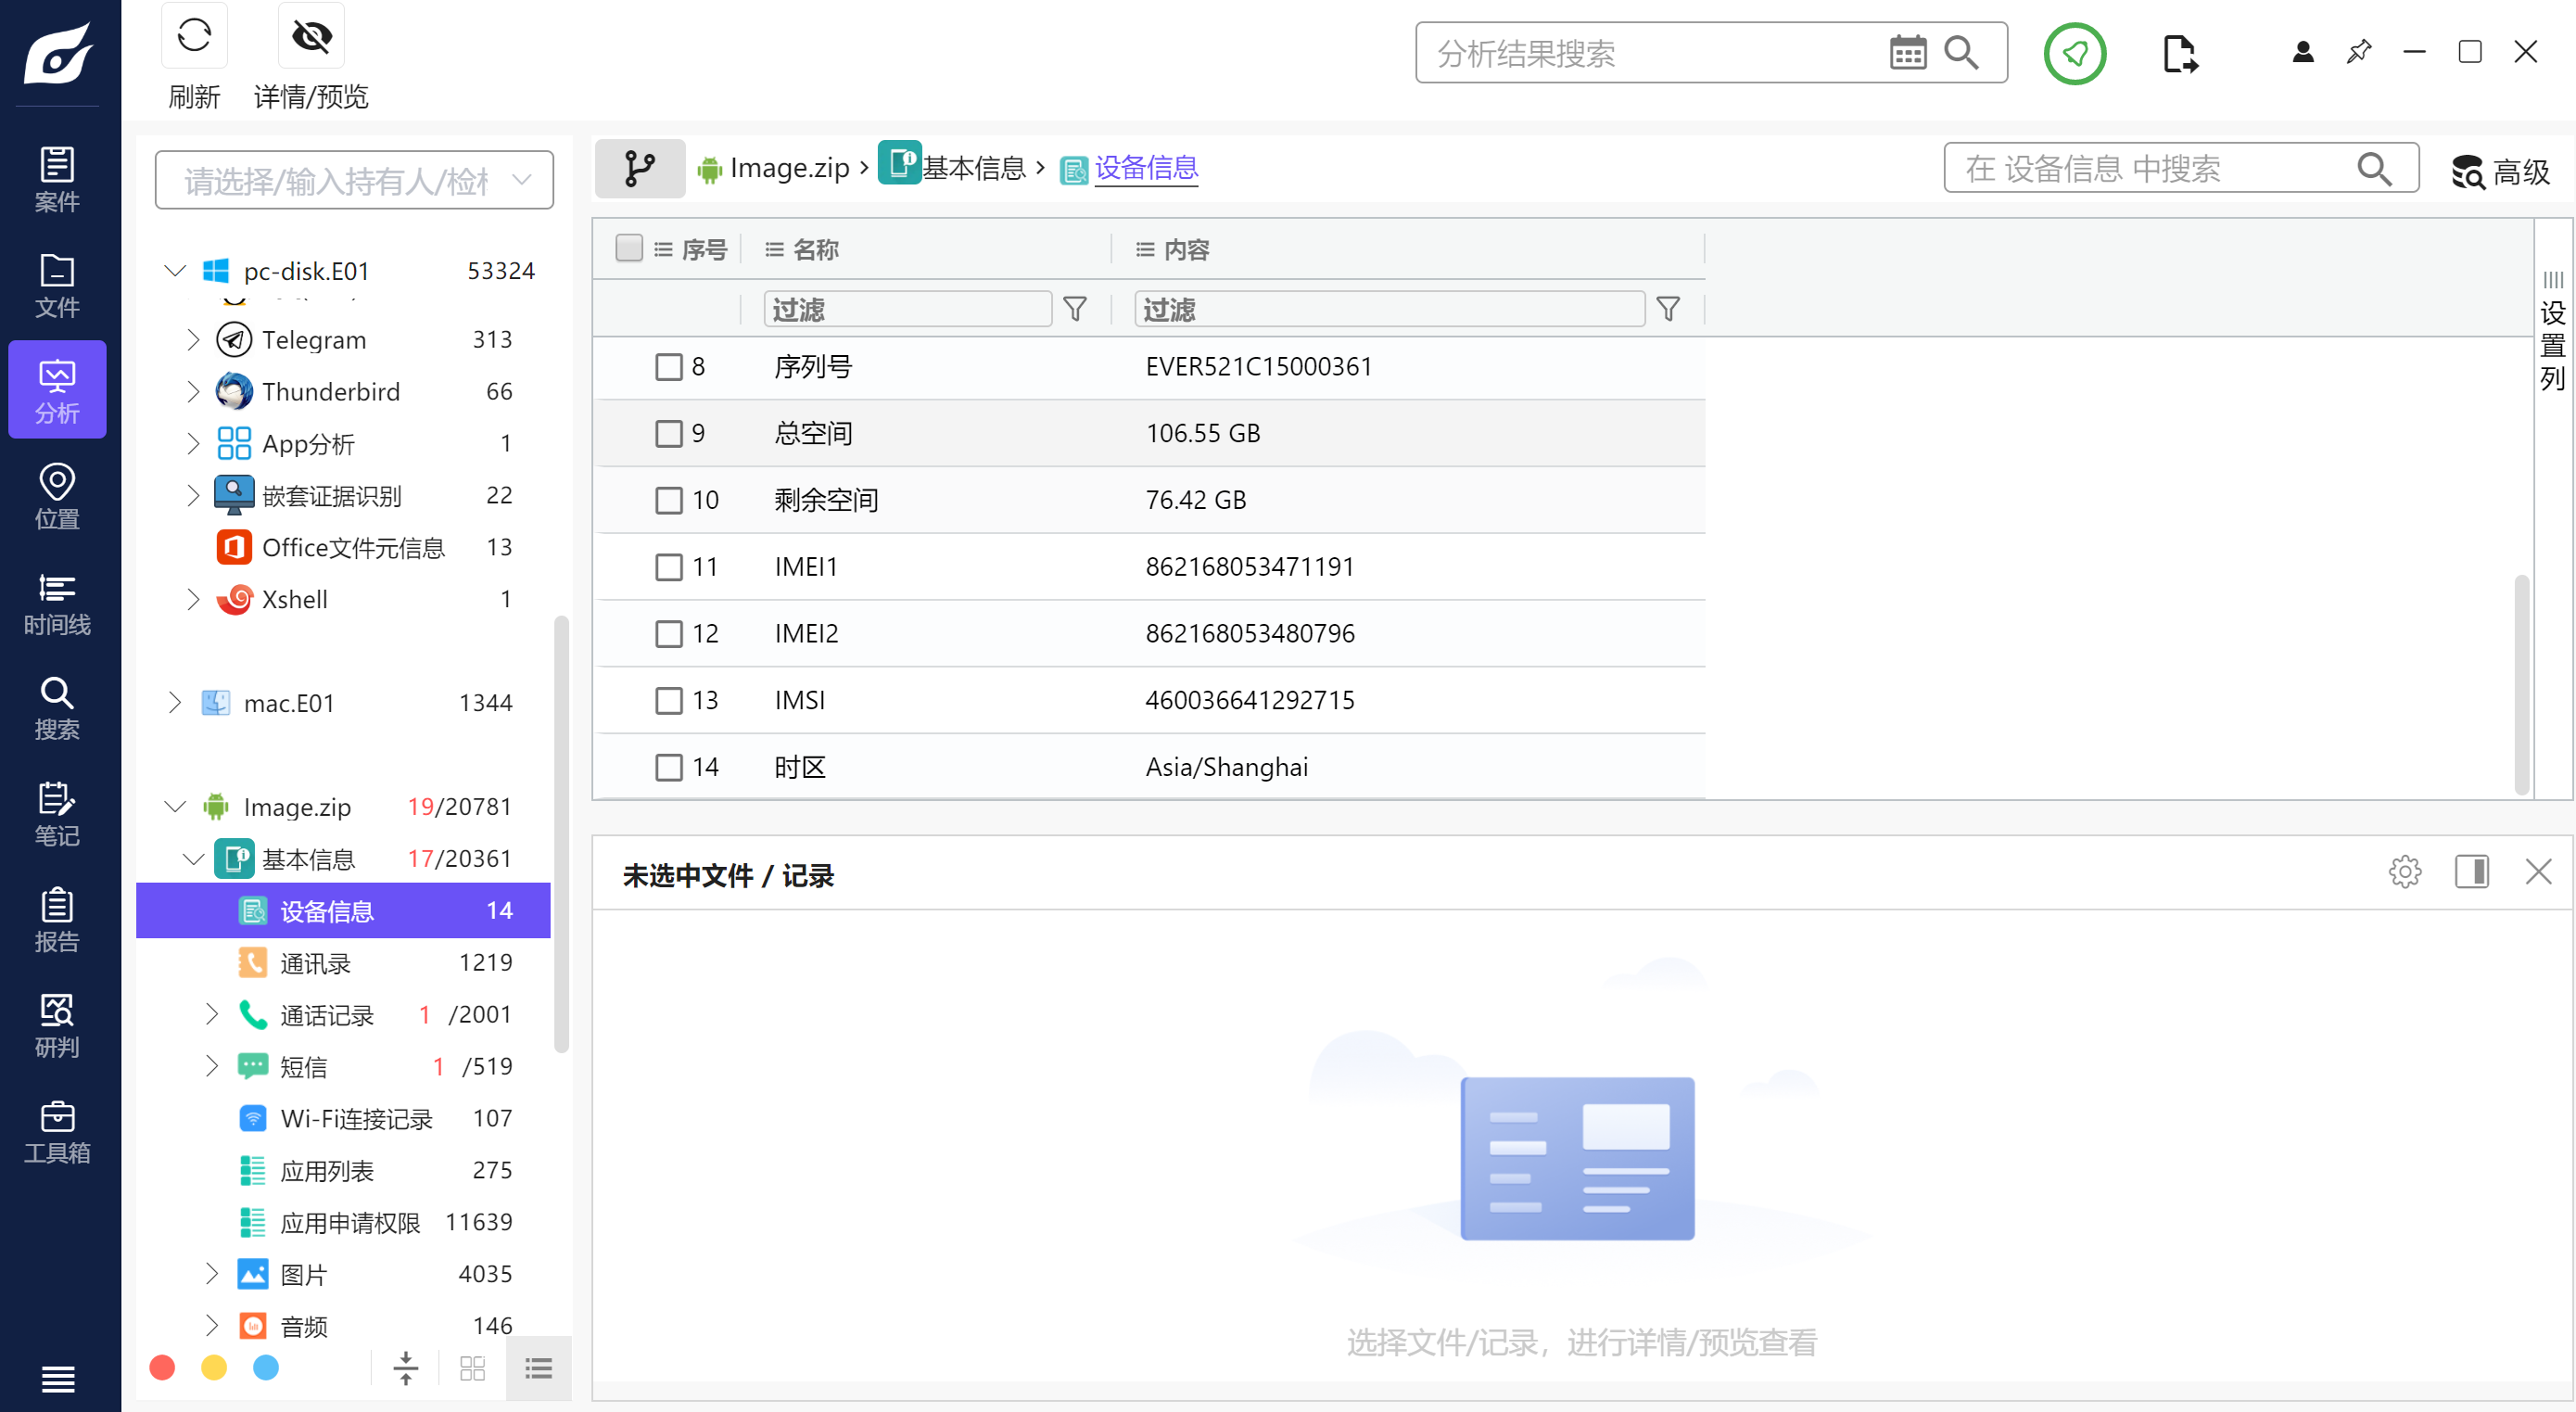 刷新
详情/预览
分析结果搜索
案件
文件
分析
位置
时间线
搜索
笔记
报告
研判
工具箱
请选择/输入持有人/检材
pc-disk.E01 53324
Telegram 313
Thunderbird 66
App分析 1
嵌套证据识别 22
Office文件元信息 13
Xshell 1
mac.E01 1344
Image.zip 19/20781
基本信息 17/20361
设备信息 14
通讯录 1219
通话记录 1 /2001
短信 1 /519
Wi-Fi连接记录 107
应用列表 275
应用申请权限 11639
图片 4035
音频 146
Image.zip › 基本信息 › 设备信息
在 设备信息 中搜索
高级
序号 名称 内容
过滤 过滤
8 序列号 EVER521C15000361
9 总空间 106.55 GB
10 剩余空间 76.42 GB
11 IMEI1 862168053471191
12 IMEI2 862168053480796
13 IMSI 460036641292715
14 时区 Asia/Shanghai
设置列
未选中文件 / 记录
选择文件/记录，进行详情/预览查看